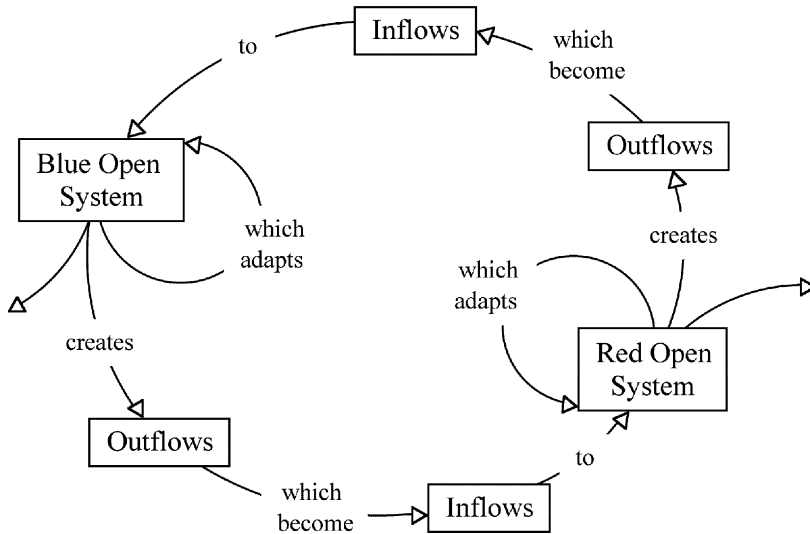 Inflows
to
which
become
Outflows
Blue Open
System
which
adapts
creates
which
adapts
creates
Red Open
System
Outflows
to
which
become
Inflows